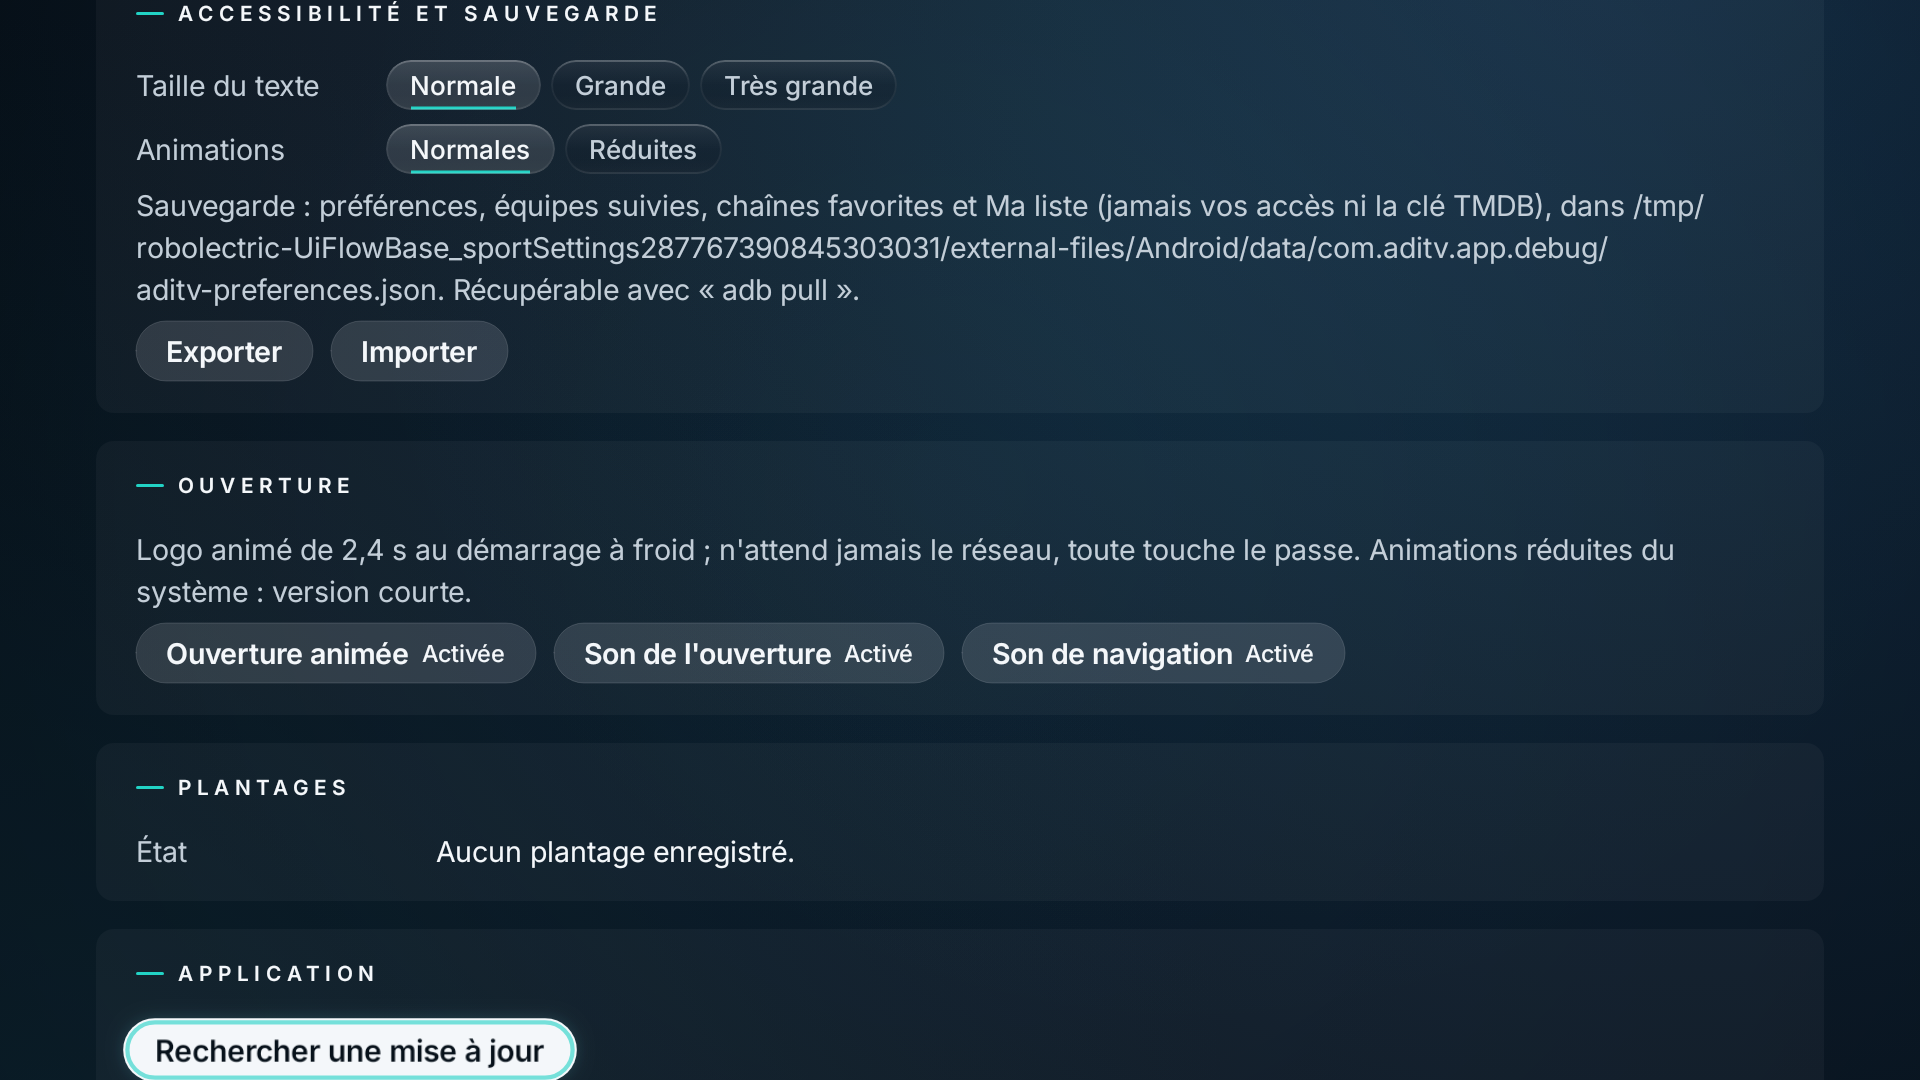 ACCESSIBILITÉ ET SAUVEGARDE
Taille du texte Normale Grande Très grande
Animations Normales Réduites
Sauvegarde : préférences, équipes suivies, chaînes favorites et Ma liste (jamais vos accès ni la clé TMDB), dans /tmp/
robolectric-UiFlowBase_sportSettings287767390845303031/external-files/Android/data/com.aditv.app.debug/
aditv-preferences.json. Récupérable avec « adb pull ».
Exporter Importer
OUVERTURE
Logo animé de 2,4 s au démarrage à froid ; n'attend jamais le réseau, toute touche le passe. Animations réduites du
système : version courte.
Ouverture animée Activée Son de l'ouverture Activé Son de navigation Activé
PLANTAGES
État Aucun plantage enregistré.
APPLICATION
Rechercher une mise à jour